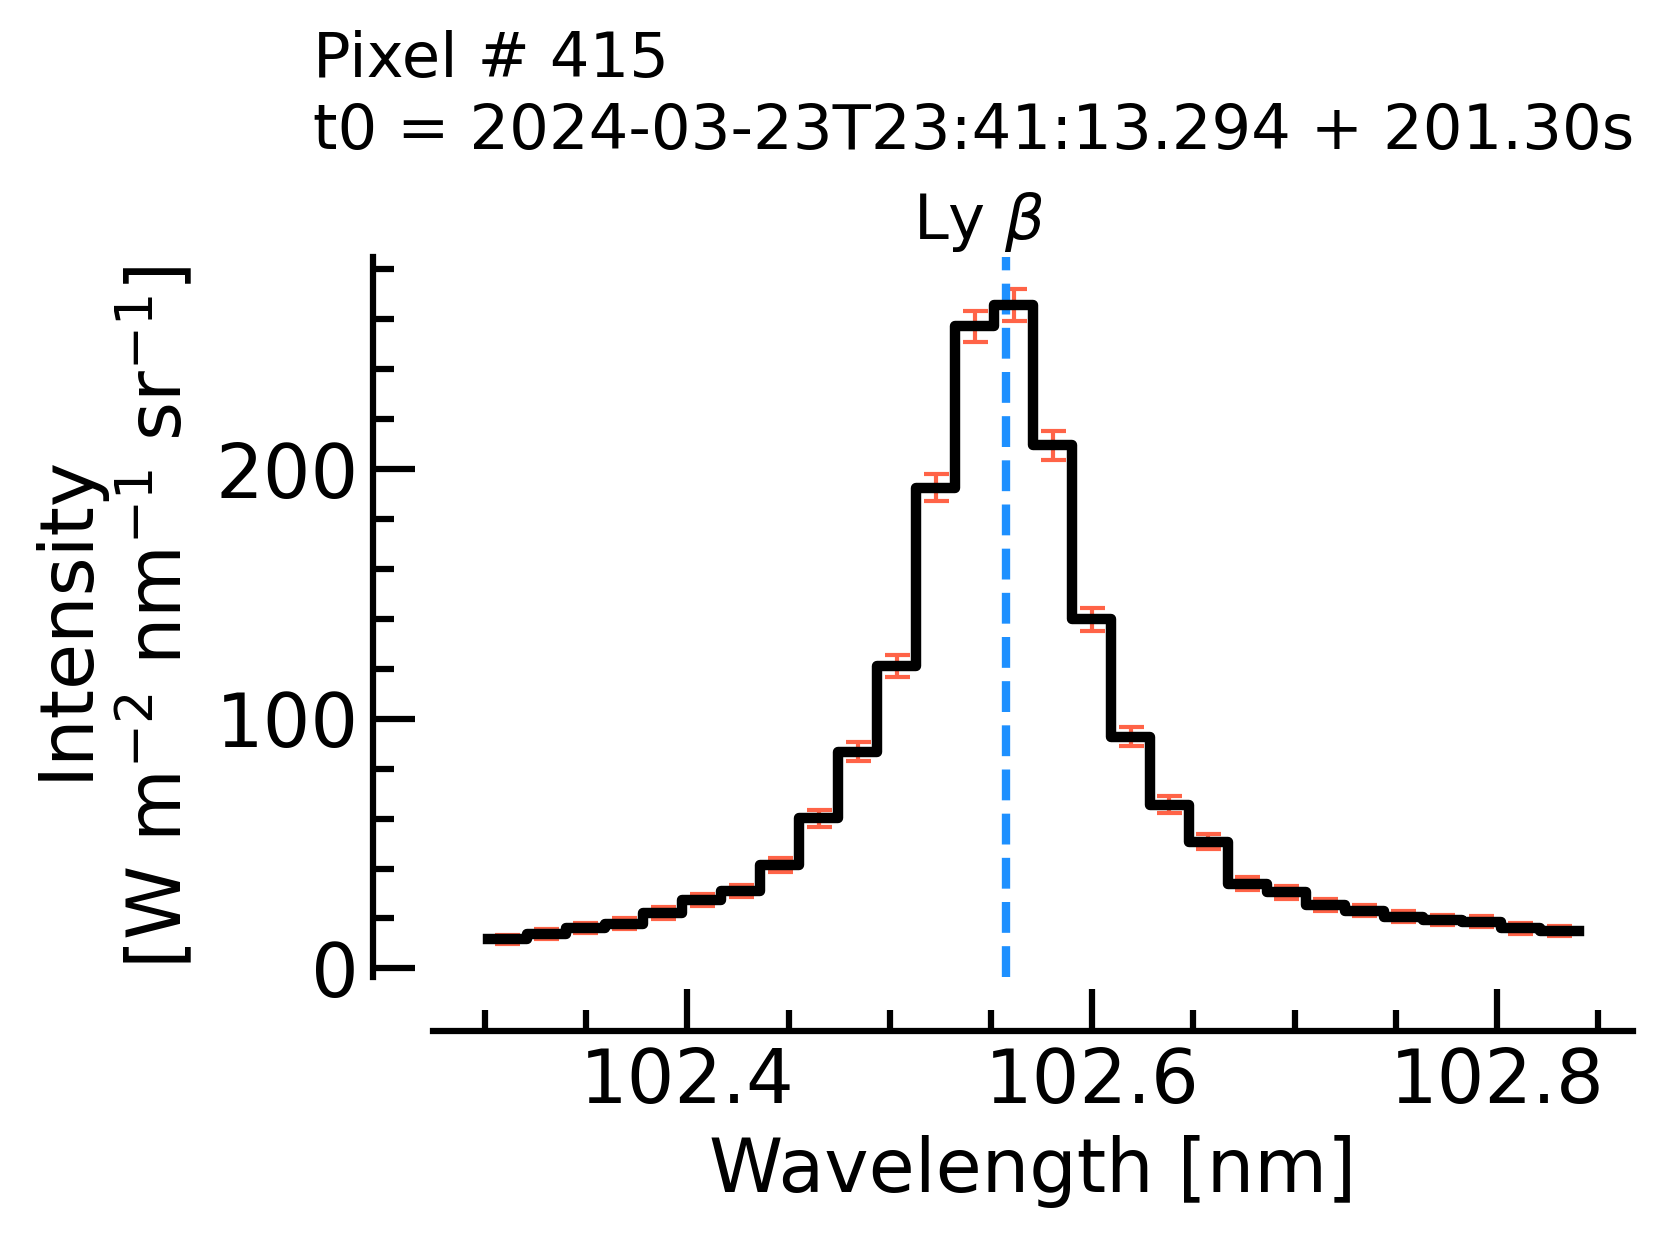 Pixel # 415
t0 = 2024-03-23T23:41:13.294 + 201.30s
Ly β
Intensity
[W m⁻² nm⁻¹ sr⁻¹]
200
100
0
102.4 102.6 102.8
Wavelength [nm]